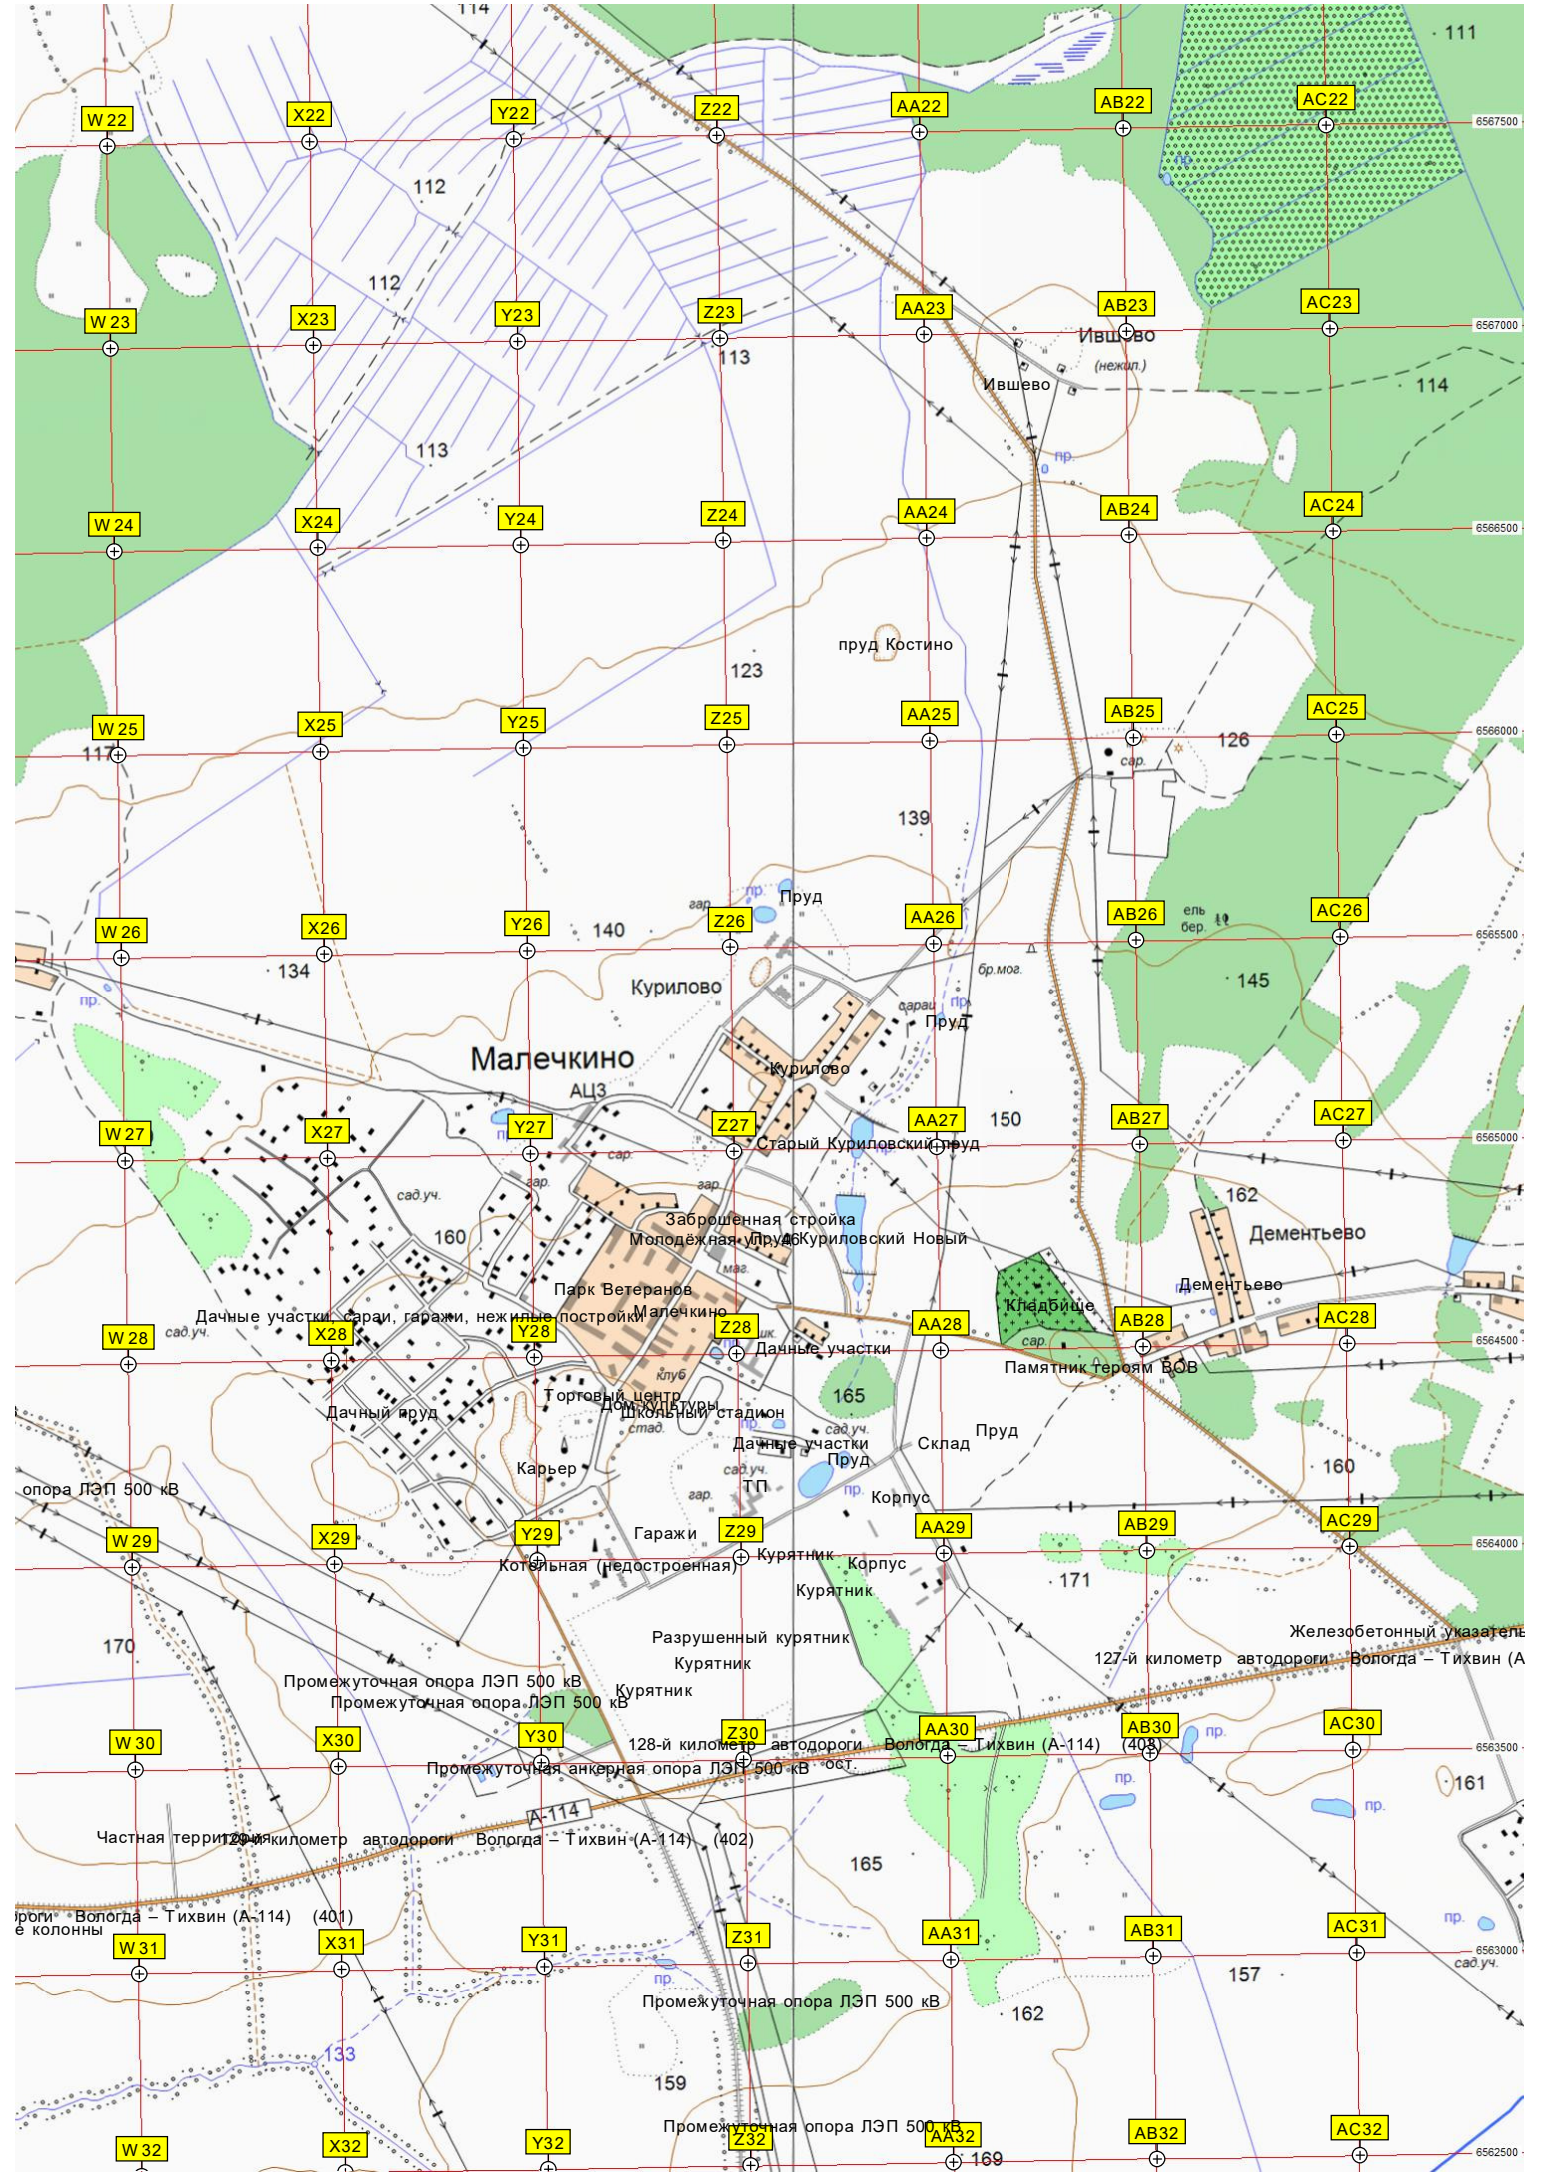 114
111
W 22
X22
Y22
Z22
AA22
AB22
AC22
6567500
пр.
112
112
W 23
X23
Y23
Z23
AA23
AB23
AC23
6567000
113
Ившево
(нежил.)
Ившево
114
113
пр.
W 24
X24
Y24
Z24
AA24
AB24
AC24
6566500
пруд Костино
123
W 25
X25
Y25
Z25
AA25
AB25
AC25
6566000
117
126
сар.
139
пр.
Пруд
гар.
W 26
X26
Y26
Z26
AA26
AB26
AC26
6565500
ель
бер.
140
134
бр.мог.
145
Курилово
пр.
сараи
пр.
Пруд
Малечкино
АЦЗ
Курилово
W 27
X27
Y27
Z27
AA27
AB27
AC27
6565000
150
Старый Куриловский пруд
пр.
сар.
гар.
гар.
сад.уч.
162
Заброшенная стройка
Молодёжная ул., 46
Пруд Куриловский Новый
160
Дементьево
маг.
Парк Ветеранов
Дементьево
пр.
Малечкино
Кладбище
Дачные участки, сараи, гаражи, нежилые постройки
W 28
сад.уч.
X28
Y28
Z28
шк.
AA28
AB28
AC28
6564500
сар.
пр.
Дачные участки
Памятник героям ВОВ
клуб
165
Торговый центр
Дом культуры
Школьный стадион
Дачный пруд
стад.
пр.
сад.уч.
Пруд
Дачные участки
Склад
Пруд
Карьер
сад.уч.
160
ТП
опора ЛЭП 500 кВ
гар.
пр.
Корпус
W 29
X29
Y29
Гаражи
Z29
AA29
AB29
AC29
6564000
Курятник
Котельная (недостроенная)
Корпус
171
Курятник
170
Разрушенный курятник
Железобетонный указатель
Курятник
127-й километр автодороги Вологда – Тихвин (А
Промежуточная опора ЛЭП 500 кВ
Курятник
Промежуточная опора ЛЭП 500 кВ
W 30
X30
Y30
Z30
AA30
AB30
AC30
6563500
пр.
128-й километр автодороги Вологда – Тихвин (А-114) (403)
Промежуточная анкерная опора ЛЭП 500 кВ
ост.
пр.
161
пр.
А-114
Частная территория
129-й километр автодороги Вологда – Тихвин (А-114) (402)
165
ороги Вологда – Тихвин (А-114) (401)
е колонны
пр.
W 31
X31
Y31
Z31
AA31
AB31
AC31
6563000
пр.
157
сад.уч.
Промежуточная опора ЛЭП 500 кВ
162
133
159
Промежуточная опора ЛЭП 500 кВ
W 32
X32
Y32
Z32
AA32
AB32
AC32
6562500
169